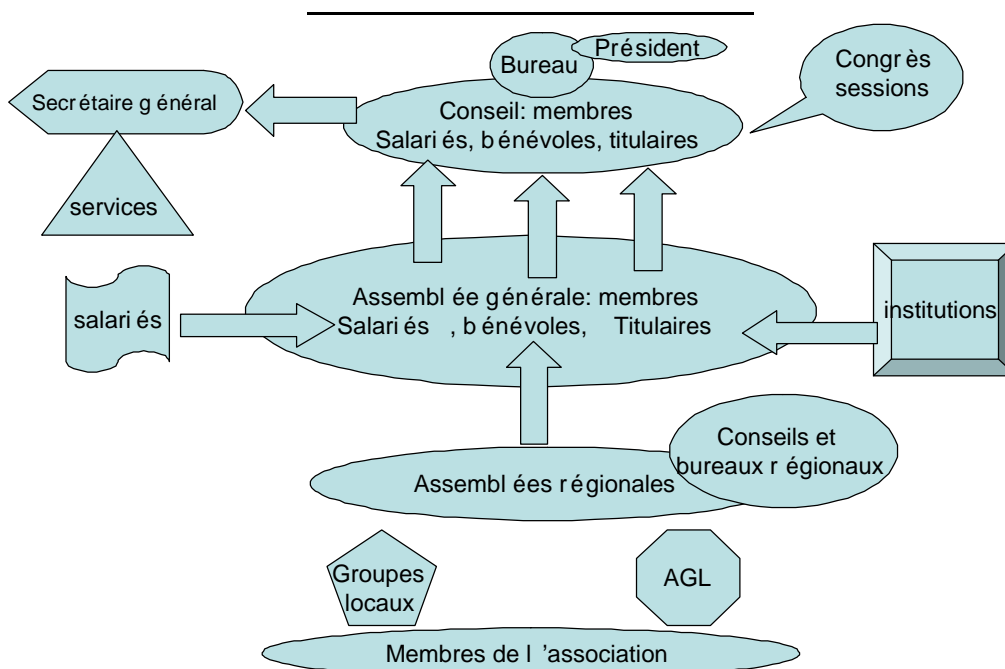 Président
Bureau
Congrès
sessions
Secrétaire général
Conseil: membres
Salariés, bénévoles, titulaires
services
Assemblée générale: membres
Salariés , bénévoles, Titulaires
salariés
institutions
Conseils et
bureaux régionaux
Assemblées régionales
Groupes
locaux
AGL
Membres de l ’association